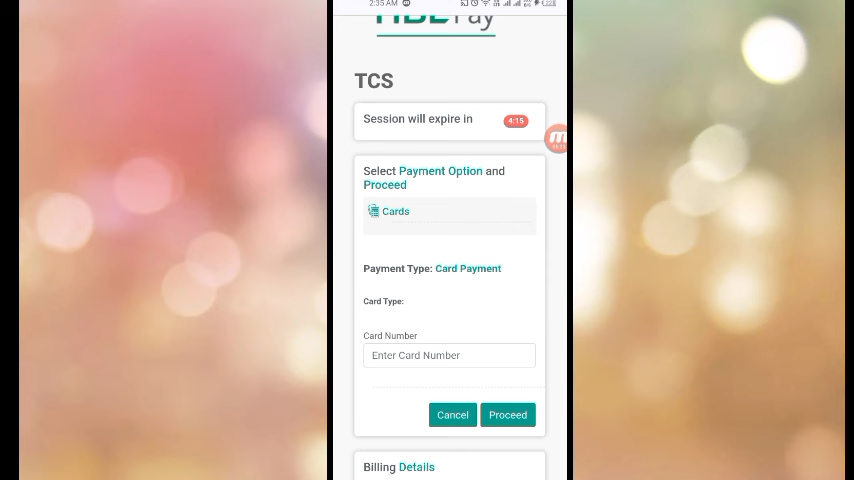 2:35 AM
Pay
TCS
Session will expire in 4:15
Select Payment Option and
Proceed
Cards
Payment Type: Card Payment
Card Type:
Card Number
Enter Card Number
Cancel Proceed
Billing Details